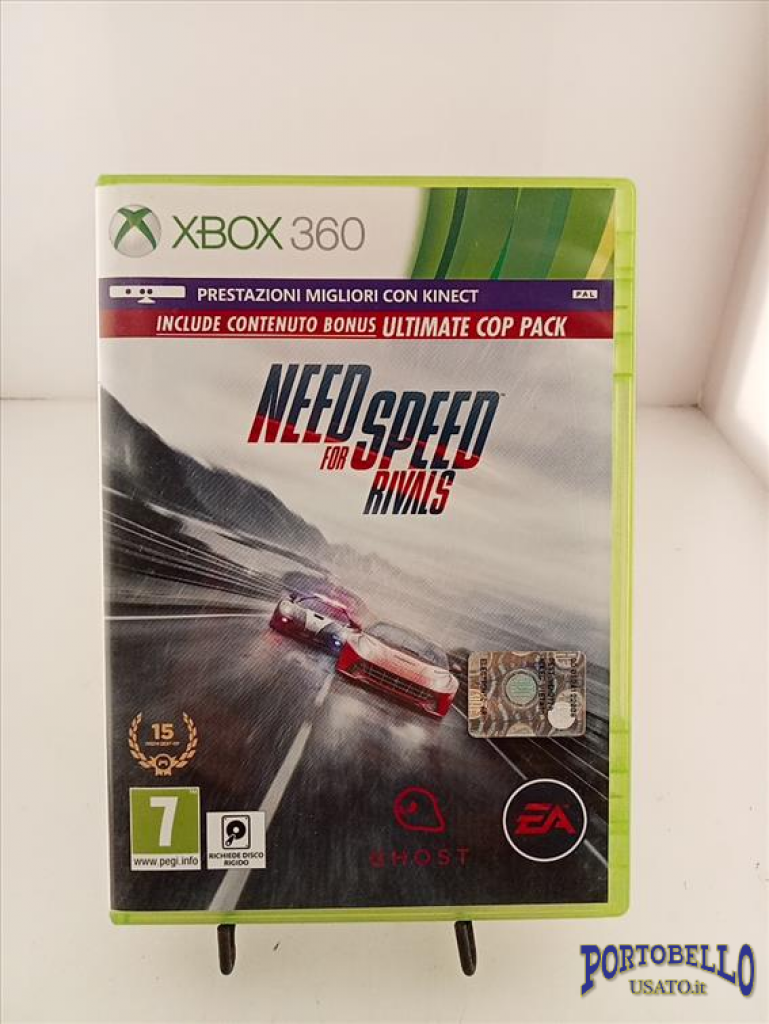 XBOX 360
PRESTAZIONI MIGLIORI CON KINECT
PAL
INCLUDE CONTENUTO BONUS ULTIMATE COP PACK
NEED
FOR SPEED
RIVALS
™
15
7
www.pegi.info
RICHIEDE DISCO
RIGIDO
GHOST
EA
PORTOBELLO
USATO.it